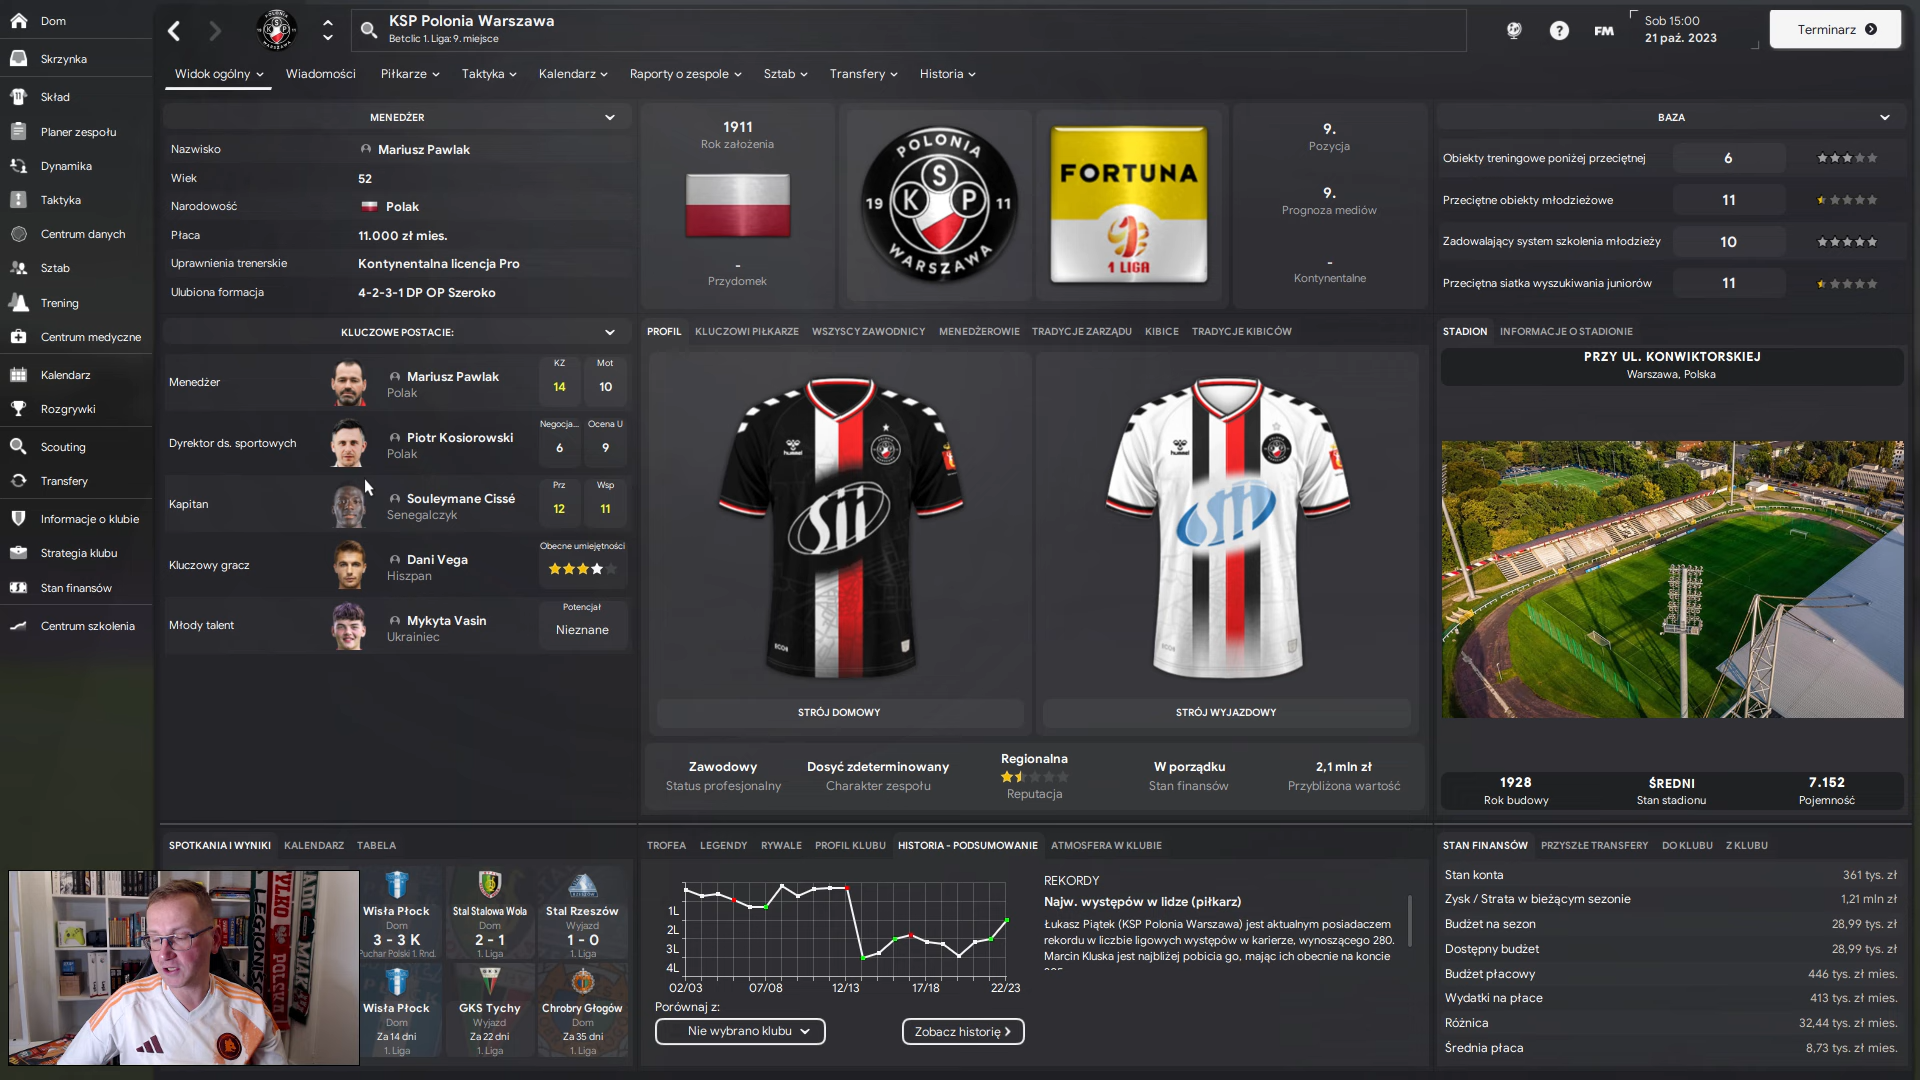 Dom
Skrzynka
Skład
Planer zespołu
Dynamika
Taktyka
Centrum danych
Sztab
Trening
Centrum medyczne
Kalendarz
Rozgrywki
Scouting
Transfery
Informacje o klubie
Strategia klubu
Stan finansów
Centrum szkolenia
KSP Polonia Warszawa
Betclic 1. Liga: 9. miejsce
FM
Sob 15:00
21 paź. 2023
Terminarz
Widok ogólny
Wiadomości
Piłkarze
Taktyka
Kalendarz
Raporty o zespole
Sztab
Transfery
Historia
MENEDŻER
Nazwisko Mariusz Pawlak
Wiek 52
Narodowość Polak
Płaca 11.000 zł mies.
Uprawnienia trenerskie Kontynentalna licencja Pro
Ulubiona formacja 4-2-3-1 DP OP Szeroko
1911
Rok założenia
-
Przydomek
POLONIA
19 K S P 11
WARSZAWA
FORTUNA
1 LIGA
9.
Pozycja
9.
Prognoza mediów
-
Kontynentalne
BAZA
Obiekty treningowe poniżej przeciętnej 6
Przeciętne obiekty młodzieżowe 11
Zadowalający system szkolenia młodzieży 10
Przeciętna siatka wyszukiwania juniorów 11
KLUCZOWE POSTACIE:
Menedżer
Mariusz Pawlak
Polak
KZ 14
Mot 10
Dyrektor ds. sportowych
Piotr Kosiorowski
Polak
Negocja... 6
Ocena U 9
Kapitan
Souleymane Cissé
Senegalczyk
Prz 12
Wsp 11
Kluczowy gracz
Dani Vega
Hiszpan
Obecne umiejętności
Młody talent
Mykyta Vasin
Ukrainiec
Potencjał
Nieznane
PROFIL
KLUCZOWI PIŁKARZE
WSZYSCY ZAWODNICY
MENEDŻEROWIE
TRADYCJE ZARZĄDU
KIBICE
TRADYCJE KIBICÓW
hummel
Sii
hummel
Sii
STRÓJ DOMOWY
STRÓJ WYJAZDOWY
Zawodowy
Status profesjonalny
Dosyć zdeterminowany
Charakter zespołu
Regionalna
Reputacja
W porządku
Stan finansów
2,1 mln zł
Przybliżona wartość
STADION
INFORMACJE O STADIONIE
PRZY UL. KONWIKTORSKIEJ
Warszawa, Polska
1928
Rok budowy
ŚREDNI
Stan stadionu
7.152
Pojemność
SPOTKANIA I WYNIKI
KALENDARZ
TABELA
Wisła Płock
Dom
3 - 3 K
Puchar Polski 1. Rnd.
Stal Stalowa Wola
Dom
2 - 1
1. Liga
Stal Rzeszów
Wyjazd
1 - 0
1. Liga
Wisła Płock
Dom
Za 14 dni
1. Liga
GKS Tychy
Wyjazd
Za 22 dni
1. Liga
Chrobry Głogów
Dom
Za 35 dni
1. Liga
TROFEA
LEGENDY
RYWALE
PROFIL KLUBU
HISTORIA - PODSUMOWANIE
ATMOSFERA W KLUBIE
1L
2L
3L
4L
02/03
07/08
12/13
17/18
22/23
Porównaj z:
Nie wybrano klubu
Zobacz historię
REKORDY
Najw. występów w lidze (piłkarz)
Łukasz Piątek (KSP Polonia Warszawa) jest aktualnym posiadaczem
rekordu w liczbie ligowych występów w karierze, wynoszącego 280.
Marcin Kluska jest najbliżej pobicia go, mając ich obecnie na koncie
STAN FINANSÓW
PRZYSZŁE TRANSFERY
DO KLUBU
Z KLUBU
Stan konta 361 tys. zł
Zysk / Strata w bieżącym sezonie 1,21 mln zł
Budżet na sezon 28,99 tys. zł
Dostępny budżet 28,99 tys. zł
Budżet płacowy 446 tys. zł mies.
Wydatki na płace 413 tys. zł mies.
Różnica 32,44 tys. zł mies.
Średnia płaca 8,73 tys. zł mies.